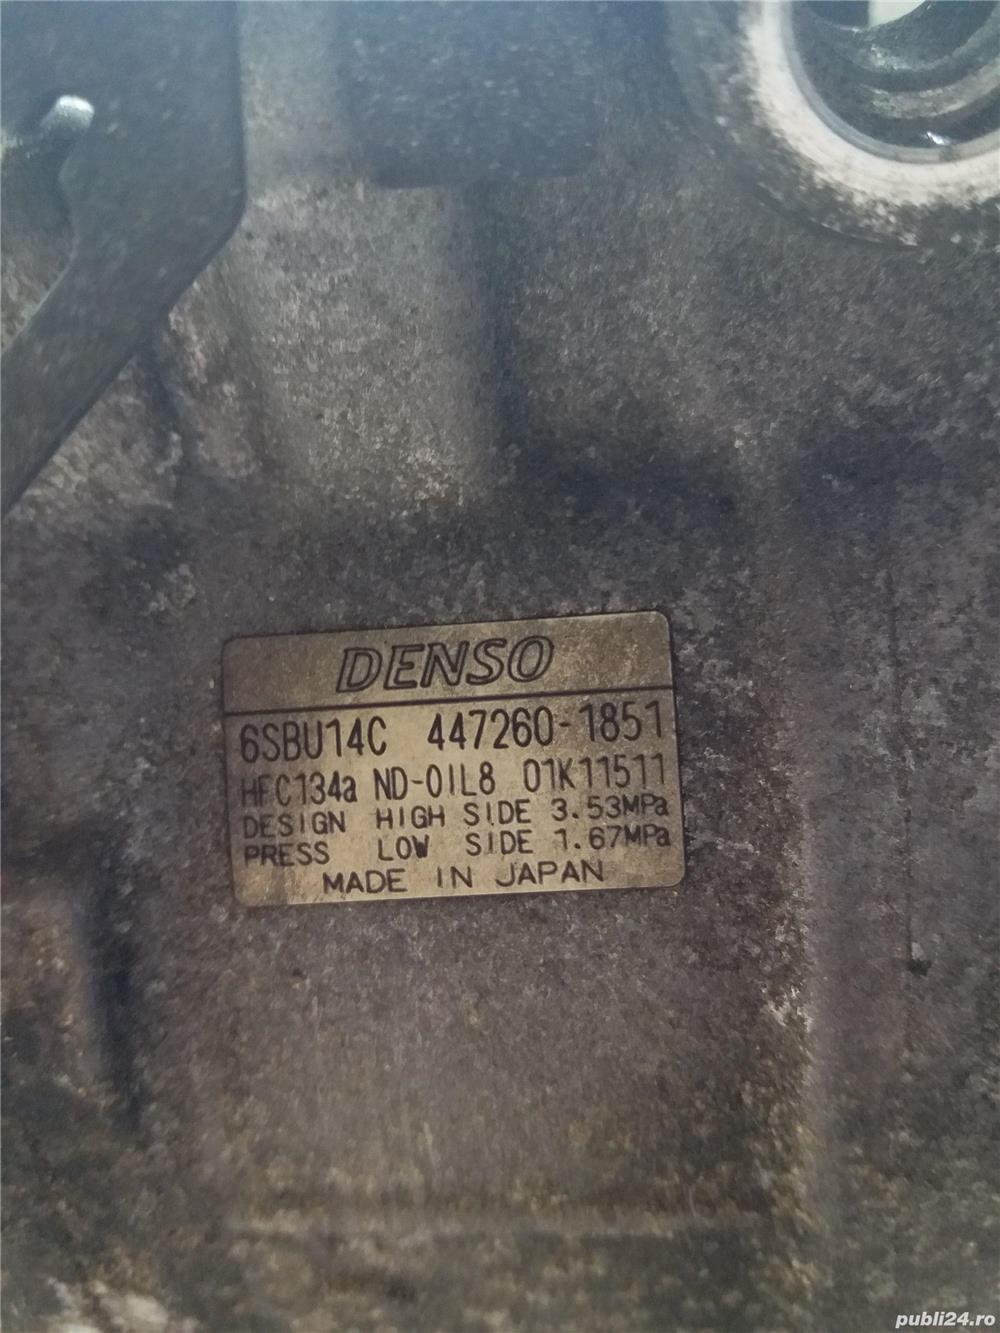 DENSO
6SBU14C 447260-1851
HFC134a ND-OIL8 01K11511
DESIGN HIGH SIDE 3.53MPa
PRESS LOW SIDE 1.67MPa
MADE IN JAPAN
publi24.ro